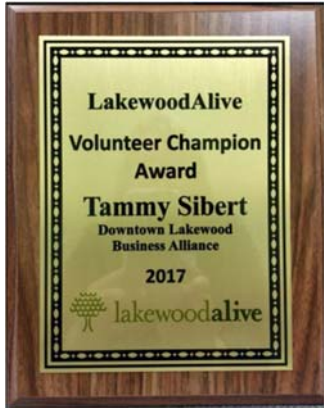 LakewoodAlive
Volunteer Champion
Award
Tammy Sibert
Downtown Lakewood
Business Alliance
2017
lakewoodalive